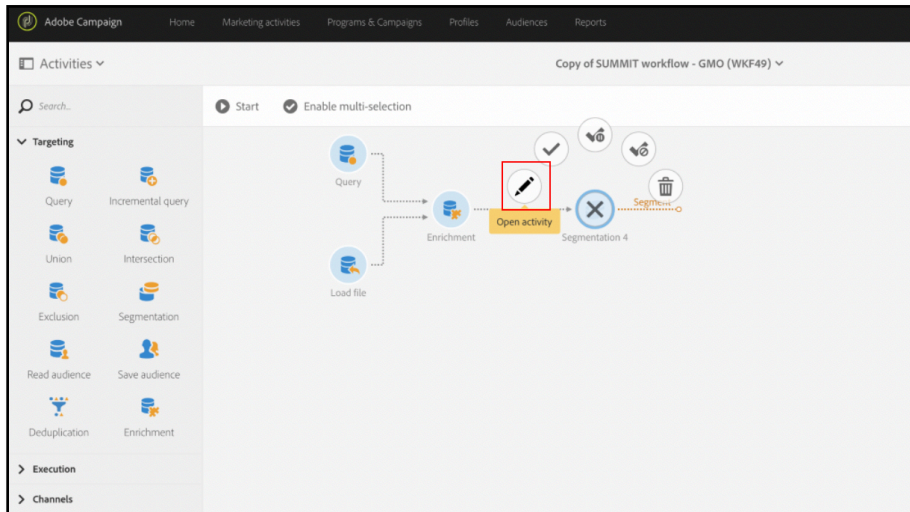 Adobe Campaign Home Marketing activities Programs & Campaigns Profiles Audiences Reports
Activities Copy of SUMMIT workflow - GMO (WKF49)
Search... Start Enable multi-selection
Targeting
Query Incremental query
Union Intersection
Exclusion Segmentation
Read audience Save audience
Deduplication Enrichment
Execution
Channels
Query
Load file
Enrichment
Open activity
Segmentation 4